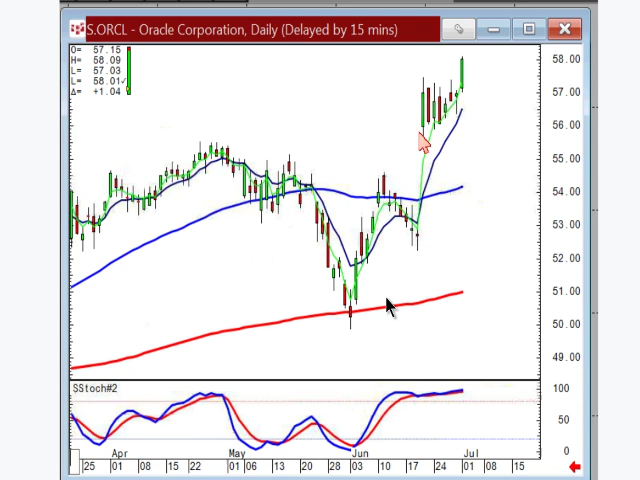 S.ORCL - Oracle Corporation, Daily (Delayed by 15 mins)
O= 57.15
H= 58.09
L= 57.03
L= 58.01✓
Δ= +1.04
58.00
57.00
56.00
55.00
54.00
53.00
52.00
51.00
50.00
49.00
SStoch#2
100
50
0
Apr May Jun Jul
25 01 08 15 22 01 06 13 20 28 03 10 17 24 01 08 15